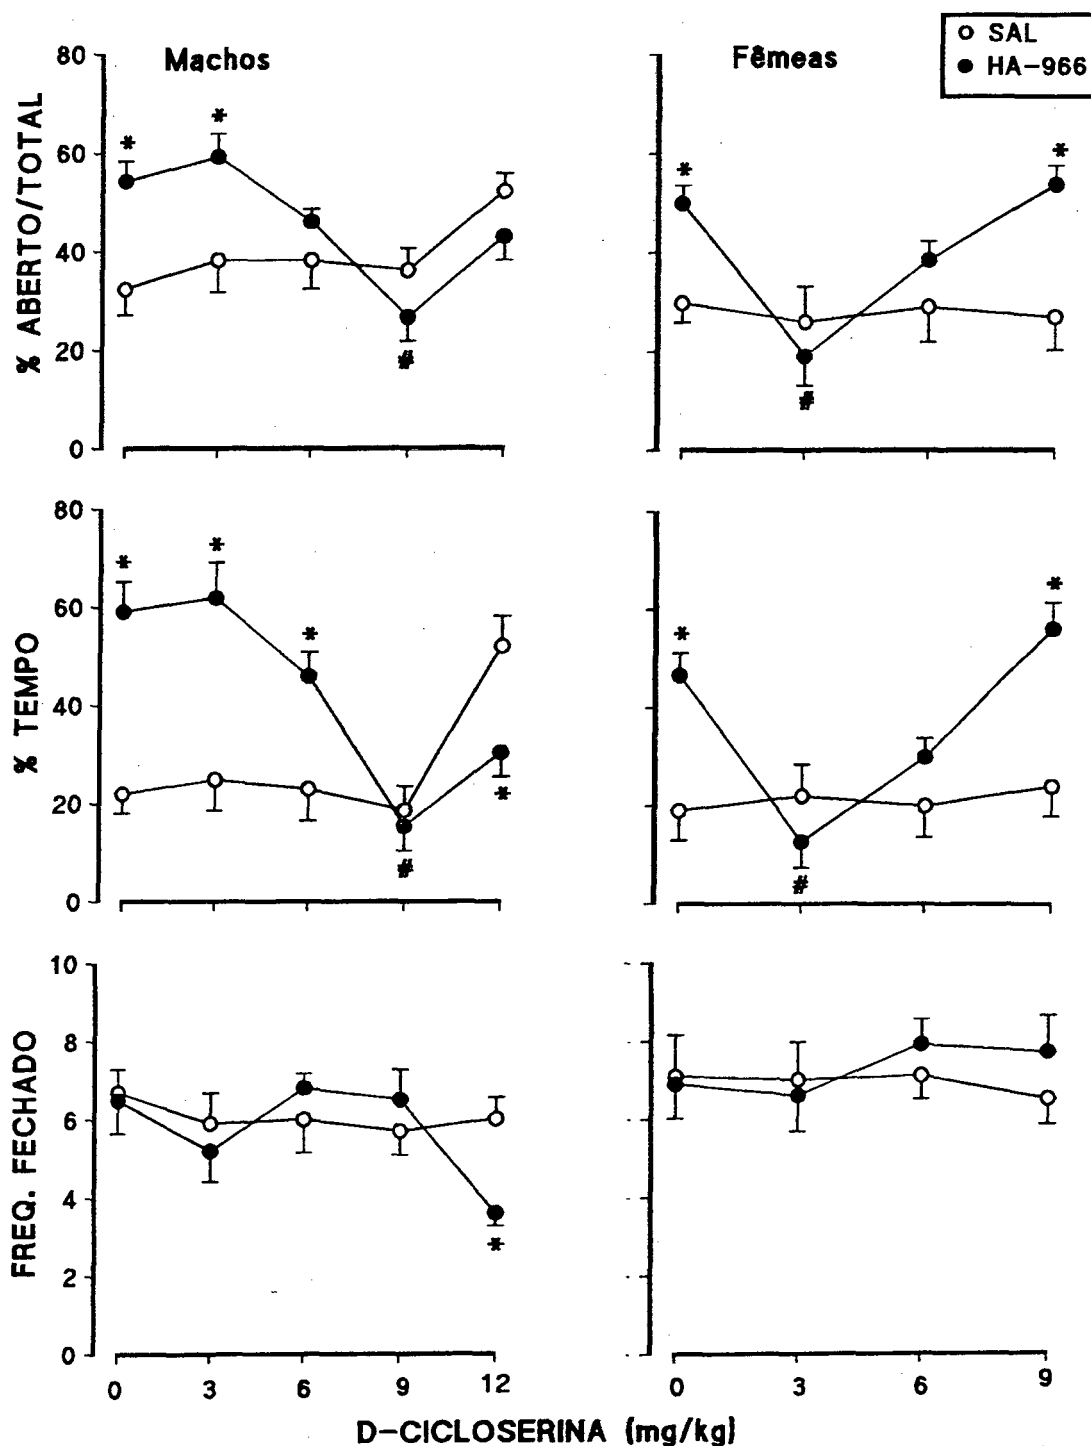 Machos
Fêmeas
○ SAL
● HA-966
% ABERTO/TOTAL
80
60
40
20
0
* * #
* # *
% TEMPO
80
60
40
20
0
* * * # *
* # *
FREQ. FECHADO
10
8
6
4
2
0
*
0 3 6 9 12
0 3 6 9
D-CICLOSERINA (mg/kg)